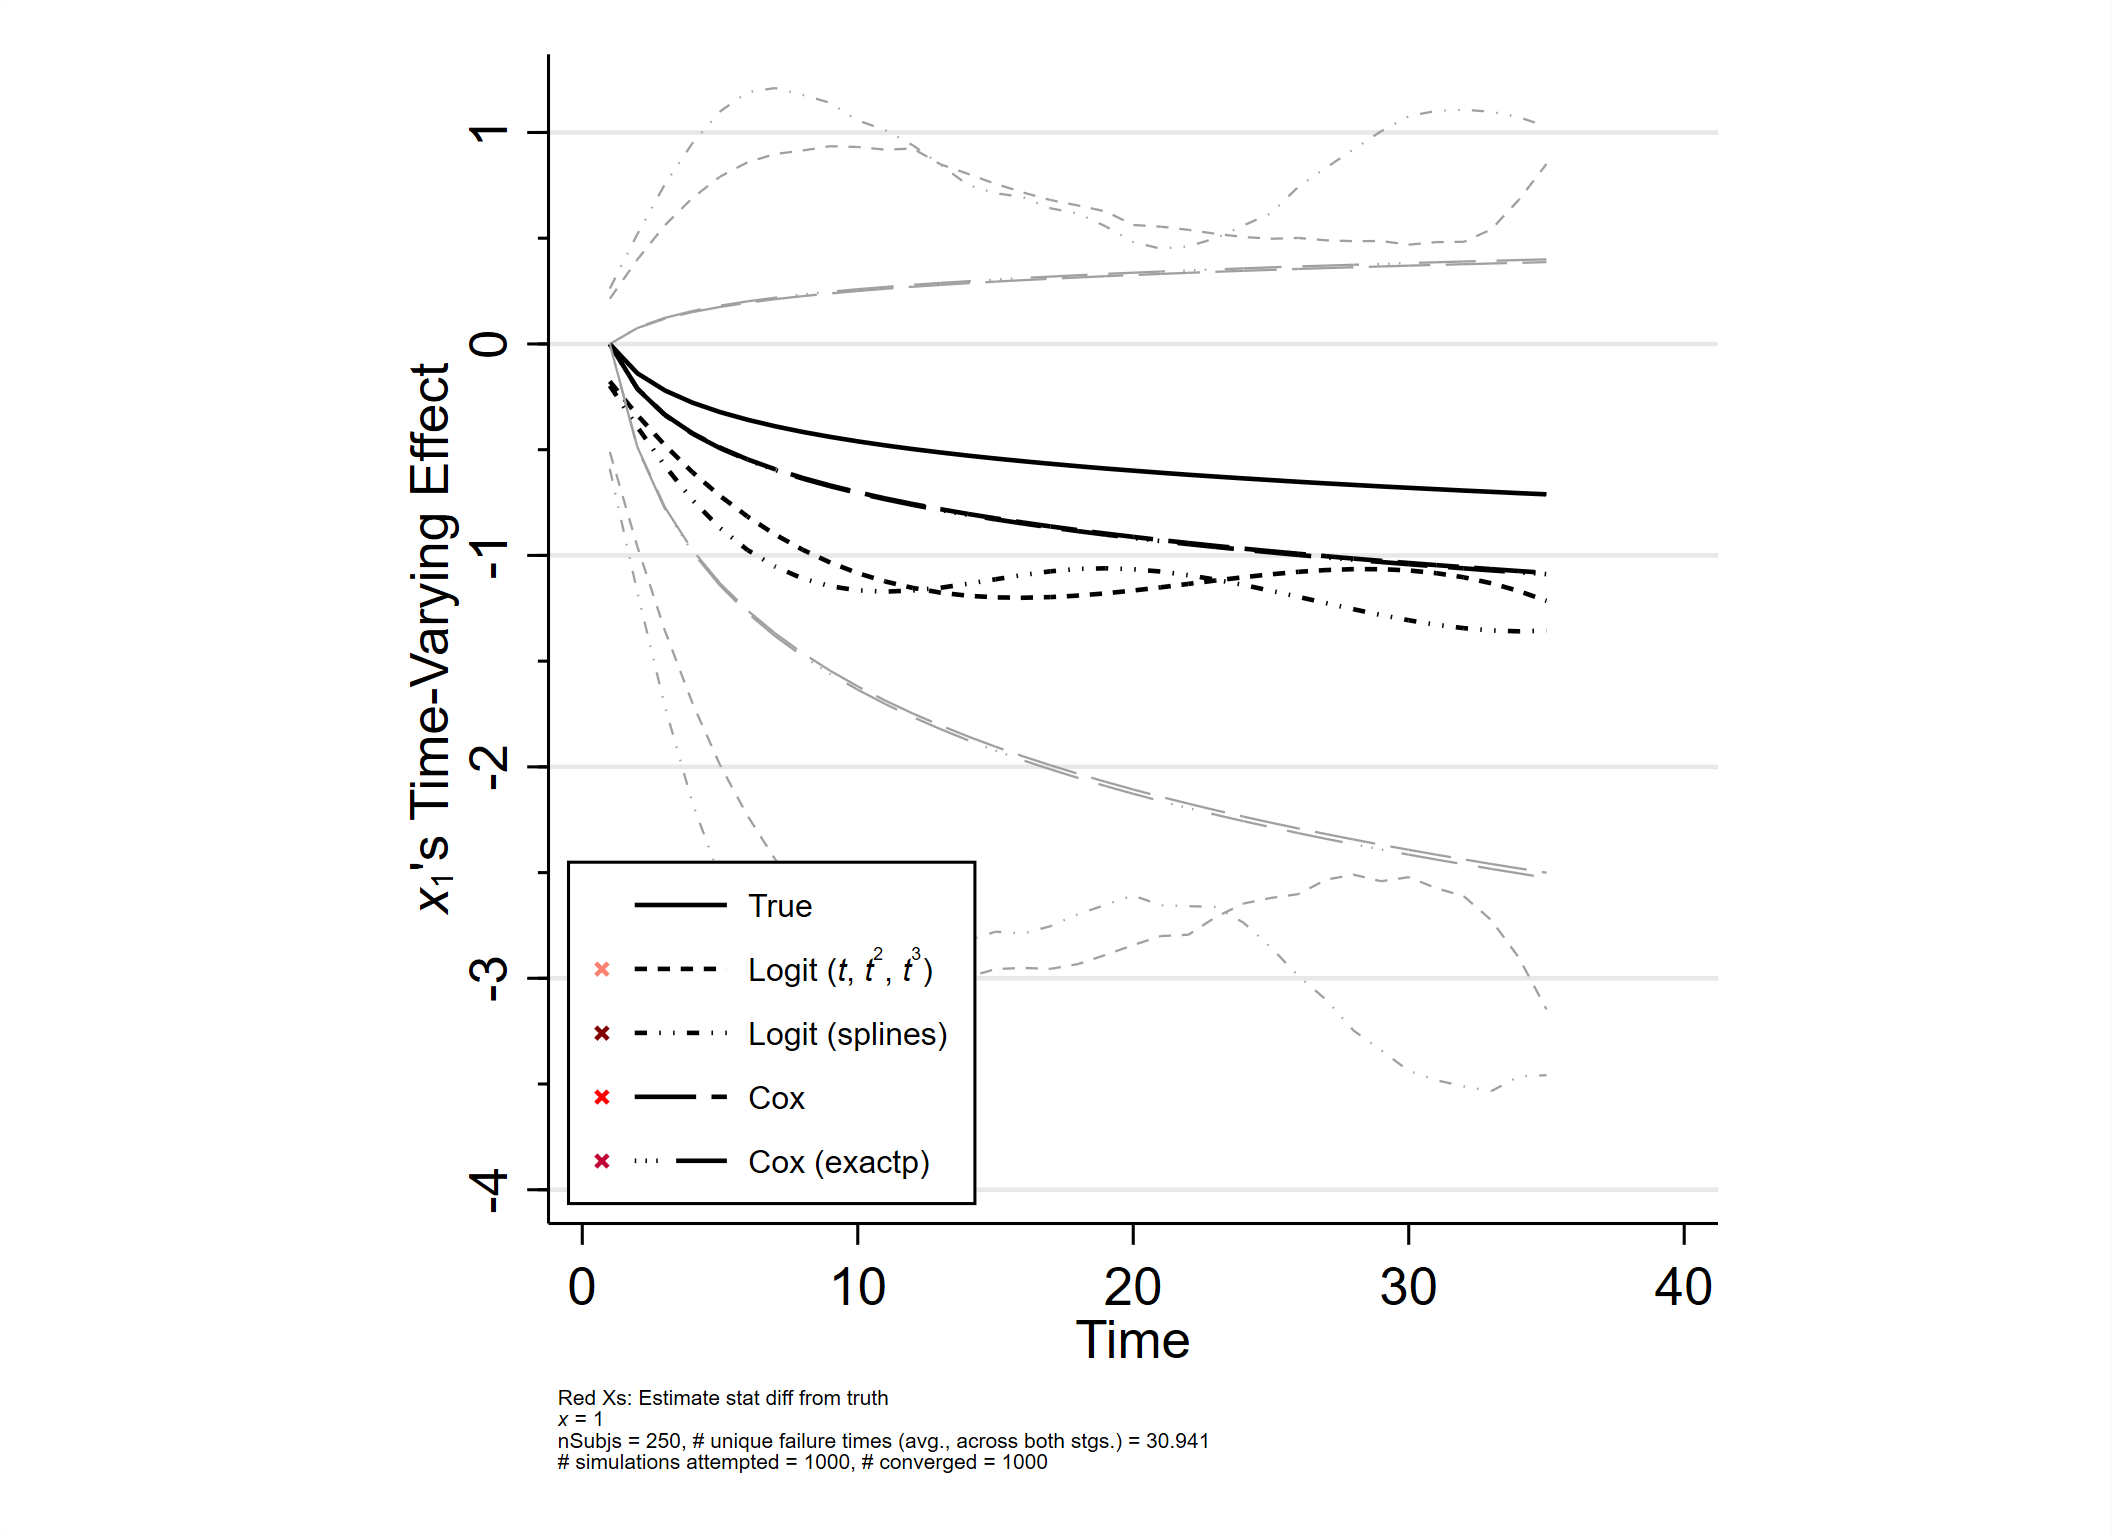 x₁'s Time-Varying Effect
1
0
-1
-2
-3
-4
True
Logit (t, t², t³)
Logit (splines)
Cox
Cox (exactp)
0 10 20 30 40
Time
Red Xs: Estimate stat diff from truth
x = 1
nSubjs = 250, # unique failure times (avg., across both stgs.) = 30.941
# simulations attempted = 1000, # converged = 1000